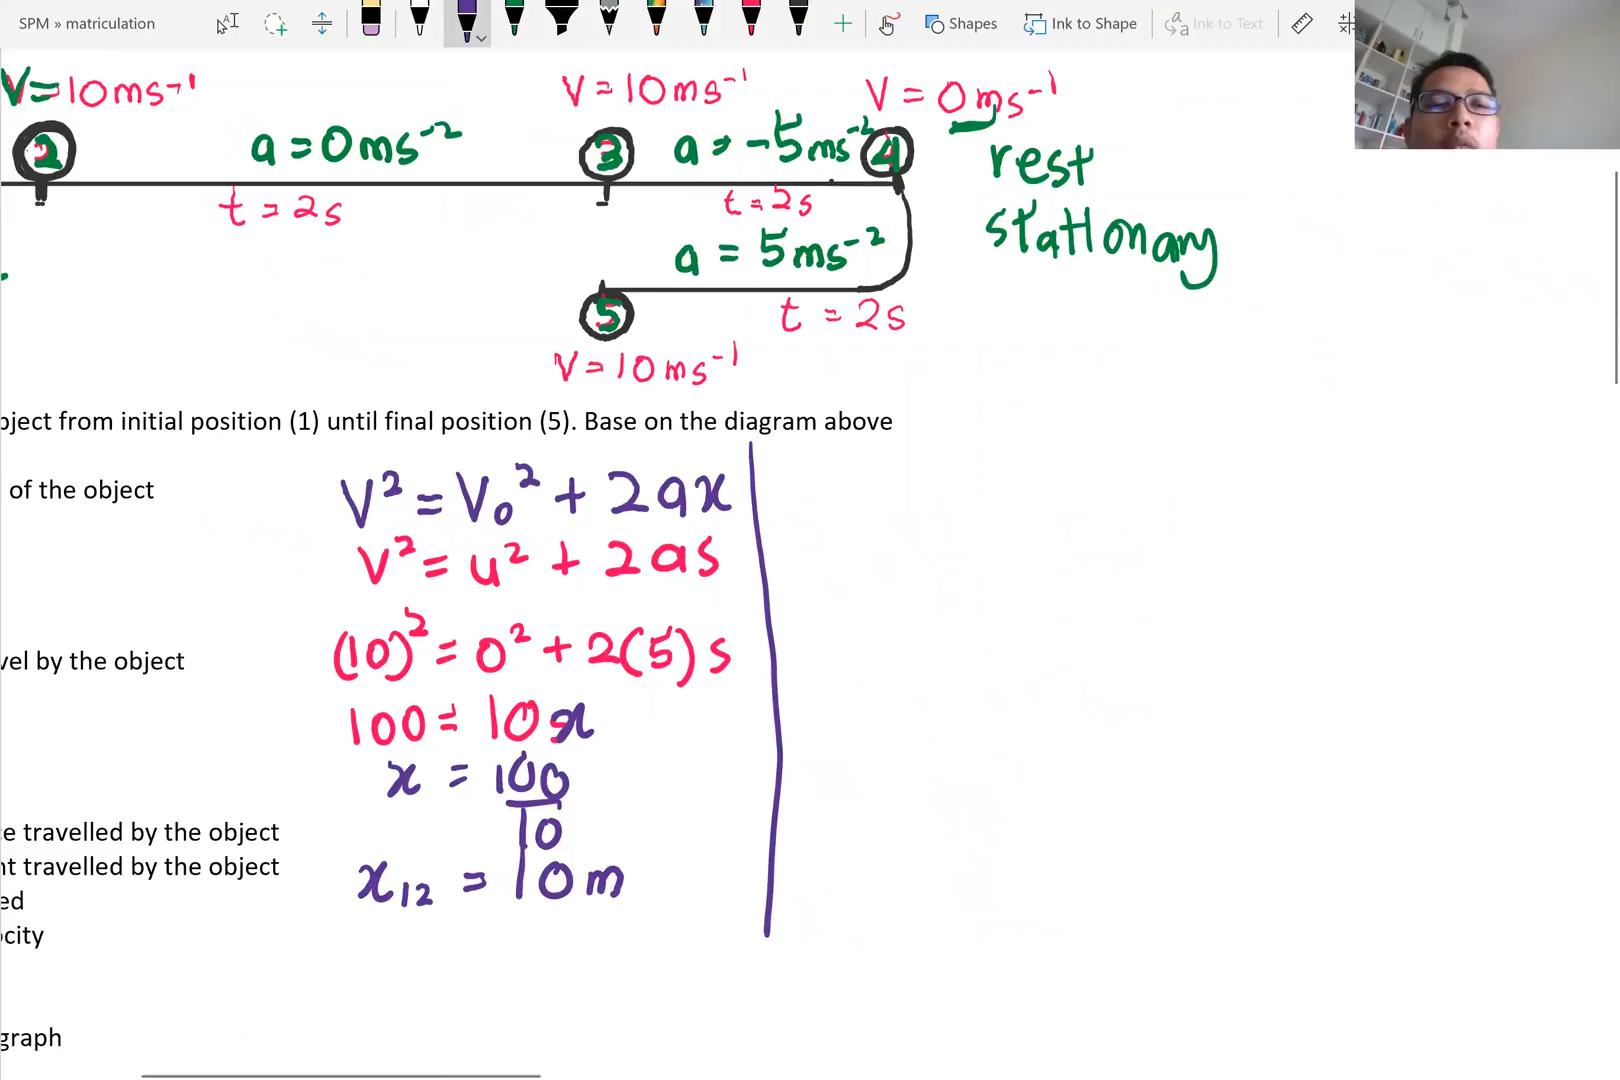 SPM » matriculation
Shapes
Ink to Shape
Ink to Text
V = 10ms⁻¹
V = 10ms⁻¹
V = 0ms⁻¹
2
a = 0ms⁻²
3
a = -5ms⁻²
4
rest
t = 2s
t = 2s
stationary
a = 5ms⁻²
5
t = 2s
V = 10ms⁻¹
bject from initial position (1) until final position (5). Base on the diagram above
of the object
V² = V₀² + 2ax
V² = u² + 2as
(10)² = 0² + 2(5)s
vel by the object
100 = 10x
x = 100
10
e travelled by the object
nt travelled by the object
x₁₂ = 10m
ed
ocity
graph